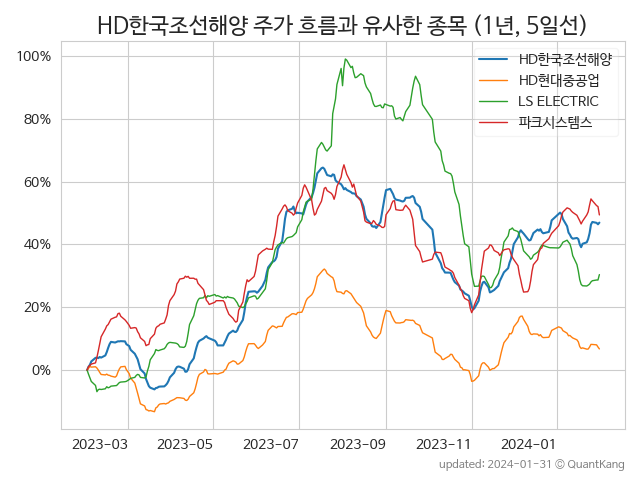 HD한국조선해양 주가 흐름과 유사한 종목 (1년, 5일선)
HD한국조선해양
HD현대중공업
LS ELECTRIC
파크시스템스
100%
80%
60%
40%
20%
0%
2023-03 2023-05 2023-07 2023-09 2023-11 2024-01
updated: 2024-01-31 © QuantKang